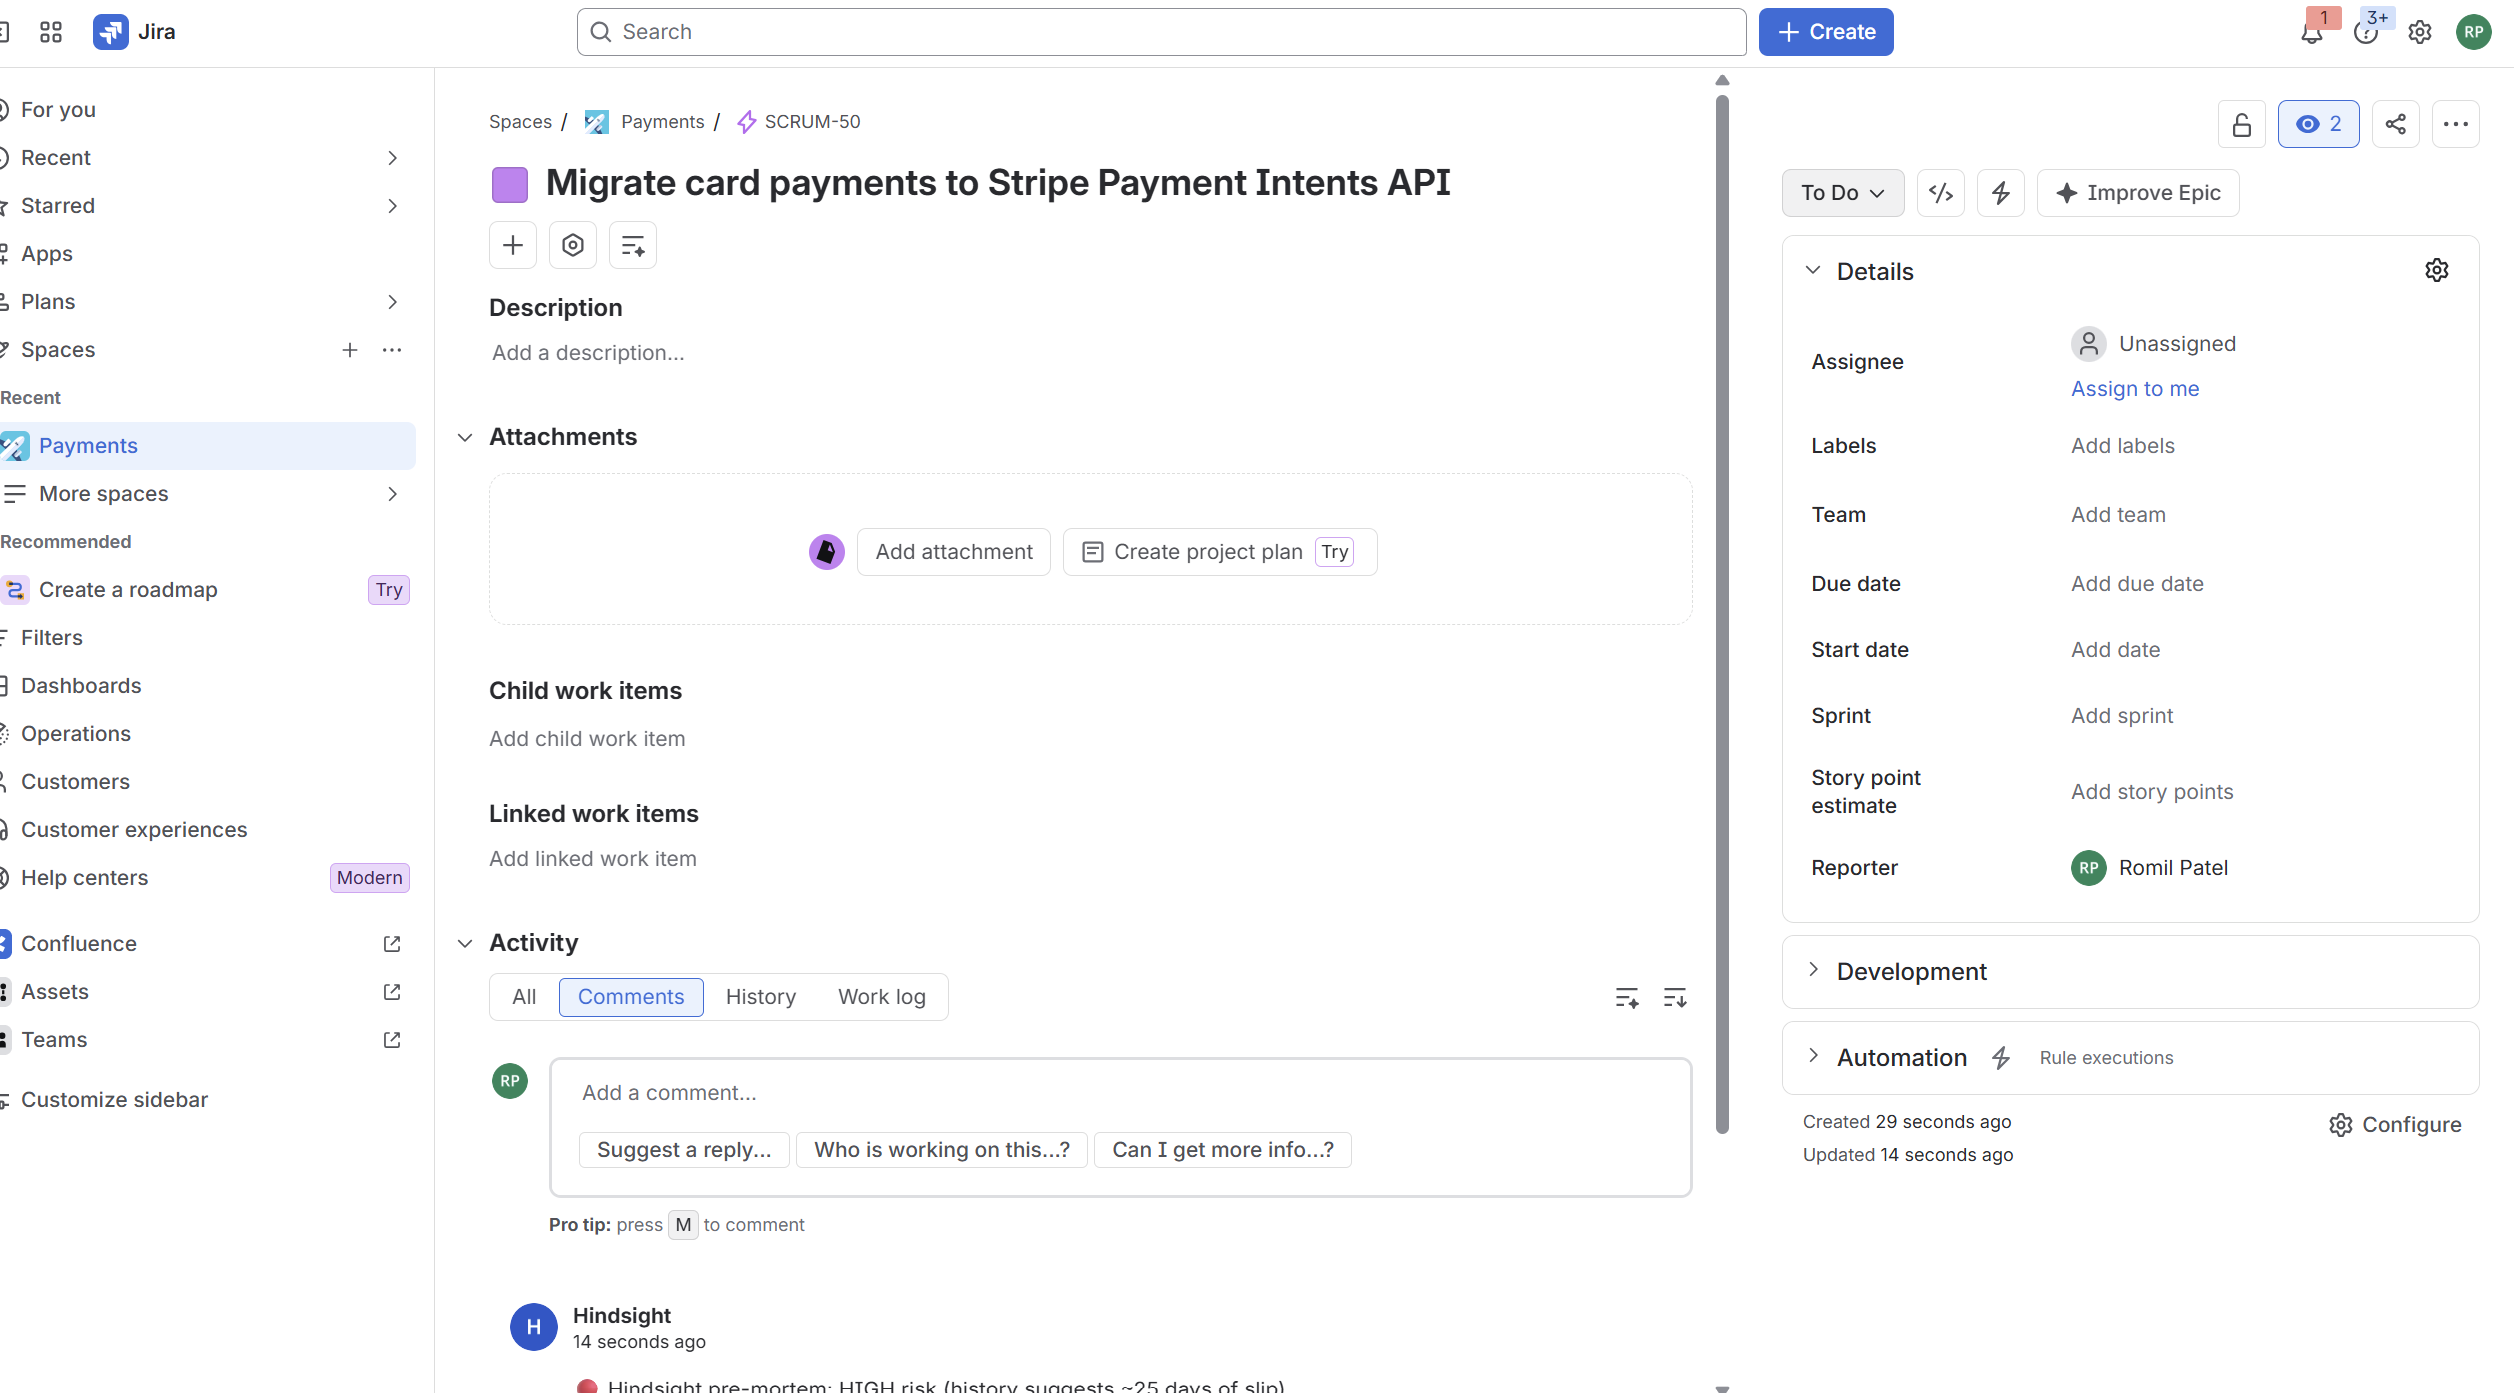 Jira
Search
Create
1
3+
RP
For you
Recent
Starred
Apps
Plans
Spaces
Recent
Payments
More spaces
Recommended
Create a roadmap
Try
Filters
Dashboards
Operations
Customers
Customer experiences
Help centers
Modern
Confluence
Assets
Teams
Customize sidebar
Spaces / Payments / SCRUM-50
Migrate card payments to Stripe Payment Intents API
Description
Add a description...
Attachments
Add attachment
Create project plan Try
Child work items
Add child work item
Linked work items
Add linked work item
Activity
All Comments History Work log
RP
Add a comment...
Suggest a reply...
Who is working on this...?
Can I get more info...?
Pro tip: press M to comment
H
Hindsight
14 seconds ago
Hindsight pre-mortem: HIGH risk (history suggests ~25 days of slip)
2
To Do
Improve Epic
Details
Assignee
Unassigned
Assign to me
Labels
Add labels
Team
Add team
Due date
Add due date
Start date
Add date
Sprint
Add sprint
Story point
estimate
Add story points
Reporter
RP
Romil Patel
Development
Automation
Rule executions
Created 29 seconds ago
Updated 14 seconds ago
Configure